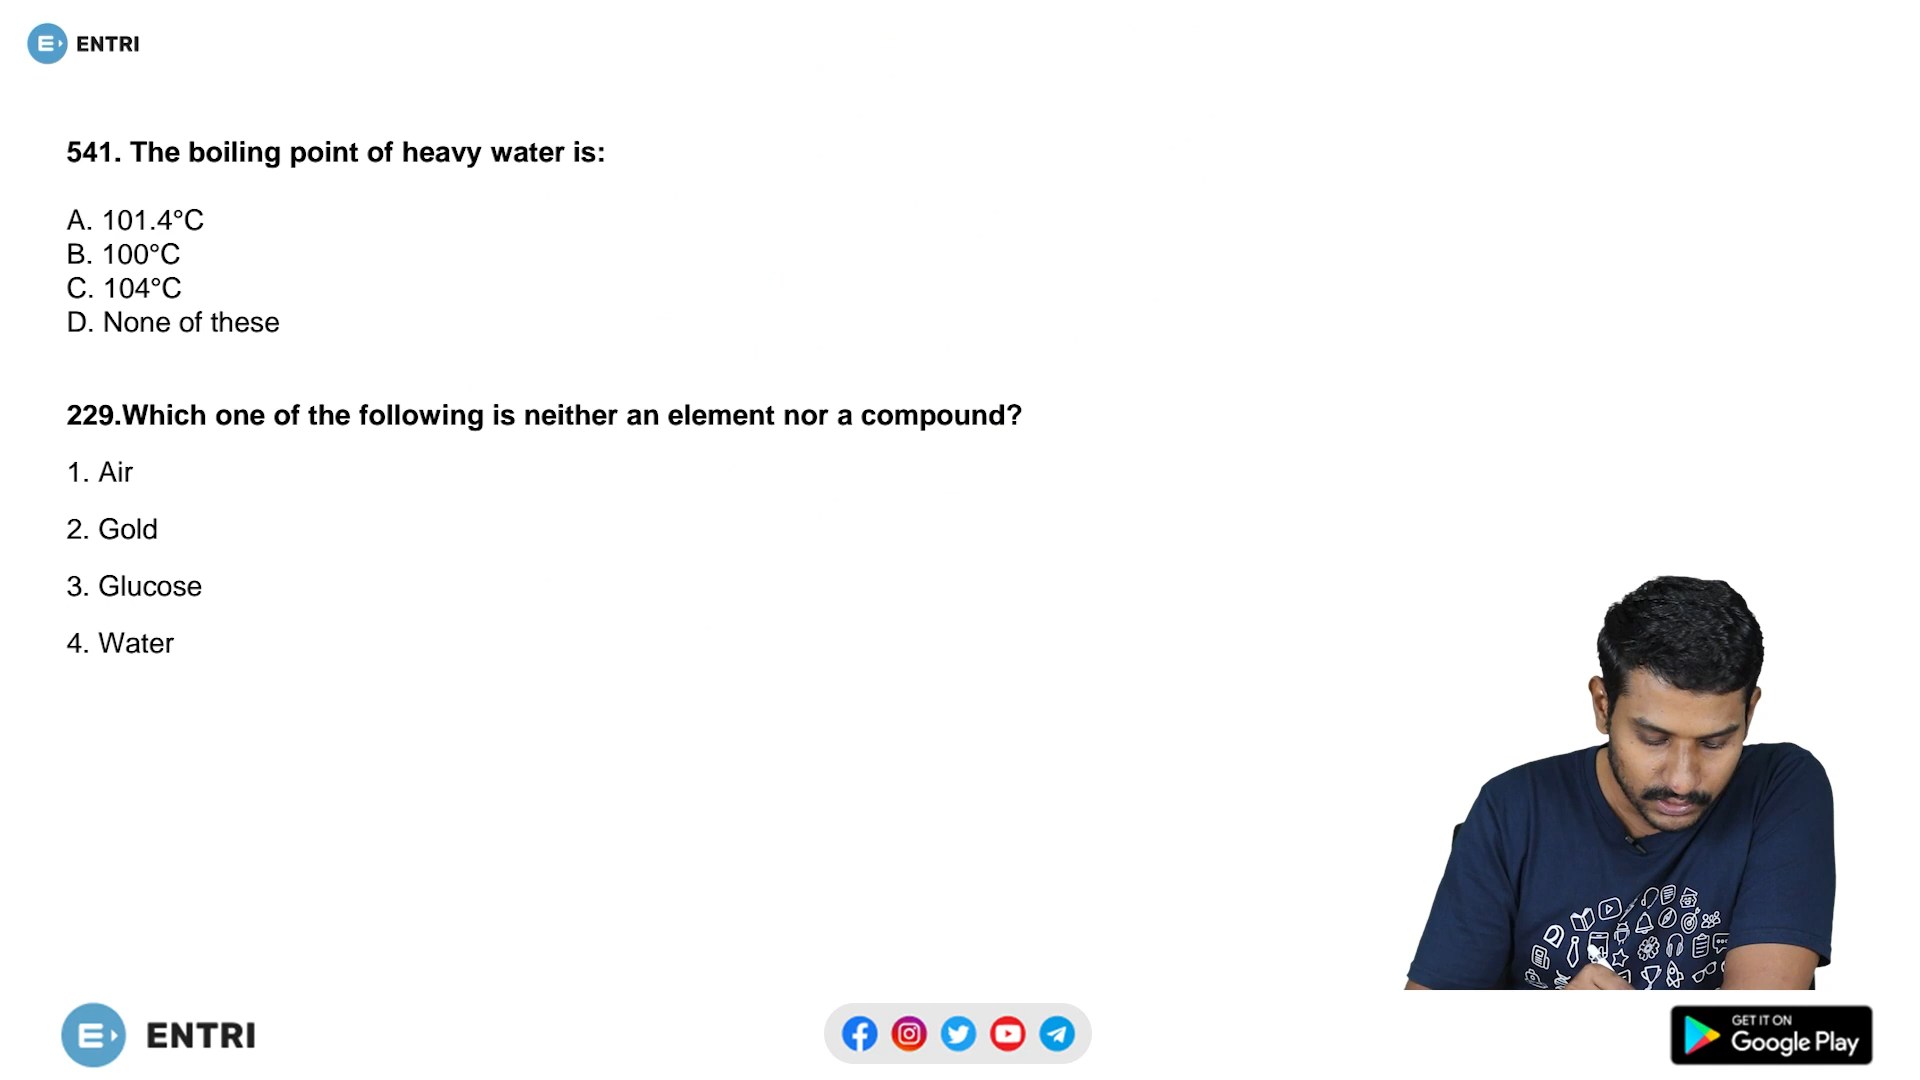 ENTRI
541. The boiling point of heavy water is:
A. 101.4°C
B. 100°C
C. 104°C
D. None of these
229.Which one of the following is neither an element nor a compound?
1. Air
2. Gold
3. Glucose
4. Water
ENTRI
GET IT ON
Google Play